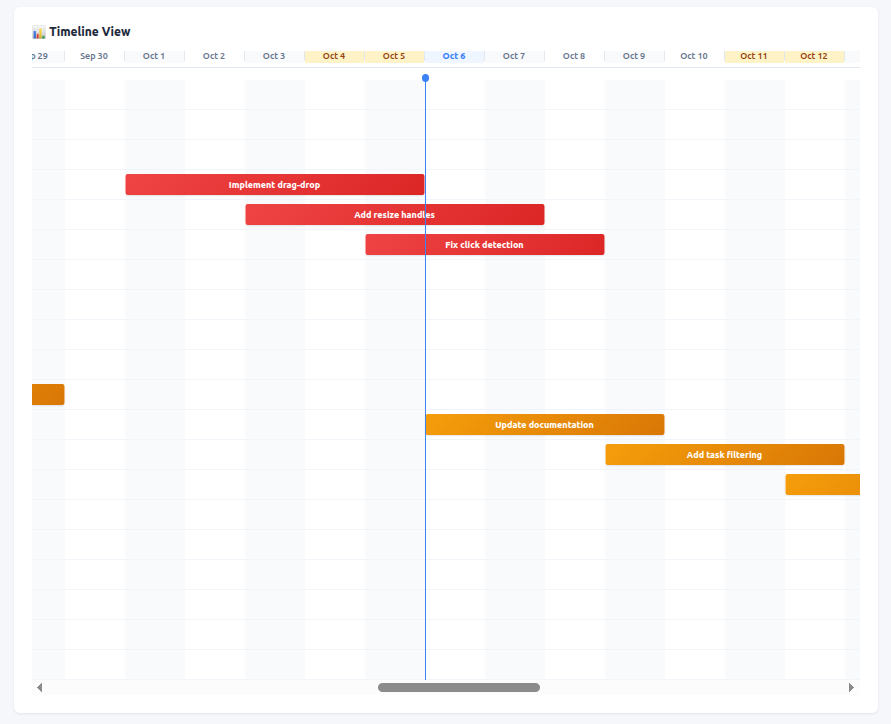 📊 Timeline View
29 Sep 30 Oct 1 Oct 2 Oct 3 Oct 4 Oct 5 Oct 6 Oct 7 Oct 8 Oct 9 Oct 10 Oct 11 Oct 12
Implement drag-drop
Add resize handles
Fix click detection
Update documentation
Add task filtering